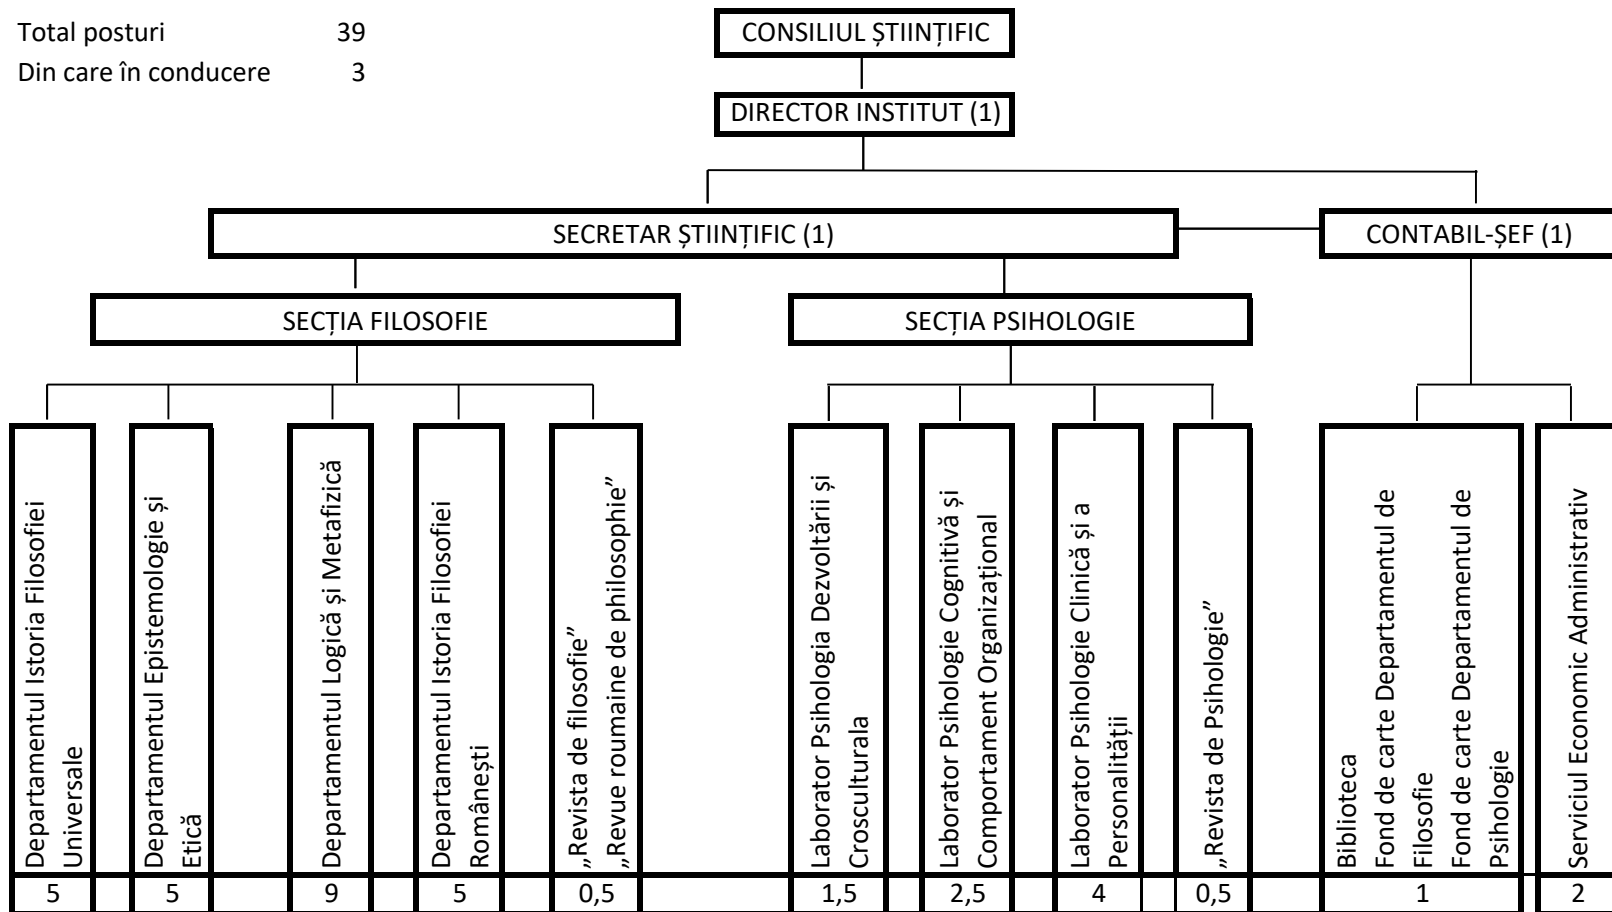 Total posturi 39
Din care în conducere 3
CONSILIUL ȘTIINȚIFIC
DIRECTOR INSTITUT (1)
SECRETAR ȘTIINȚIFIC (1)
CONTABIL-ȘEF (1)
SECȚIA FILOSOFIE
SECȚIA PSIHOLOGIE
Departamentul Istoria Filosofiei
Universale
Departamentul Epistemologie și
Etică
Departamentul Logică și Metafizică
Departamentul Istoria Filosofiei
Românești
„Revista de filosofie”
„Revue roumaine de philosophie”
Laborator Psihologia Dezvoltării și
Crosculturala
Laborator Psihologie Cognitivă și
Comportament Organizațional
Laborator Psihologie Clinică și a
Personalității
„Revista de Psihologie”
Biblioteca
Fond de carte Departamentul de
Filosofie
Fond de carte Departamentul de
Psihologie
Serviciul Economic Administrativ
5 5 9 5 0,5 1,5 2,5 4 0,5 1 2